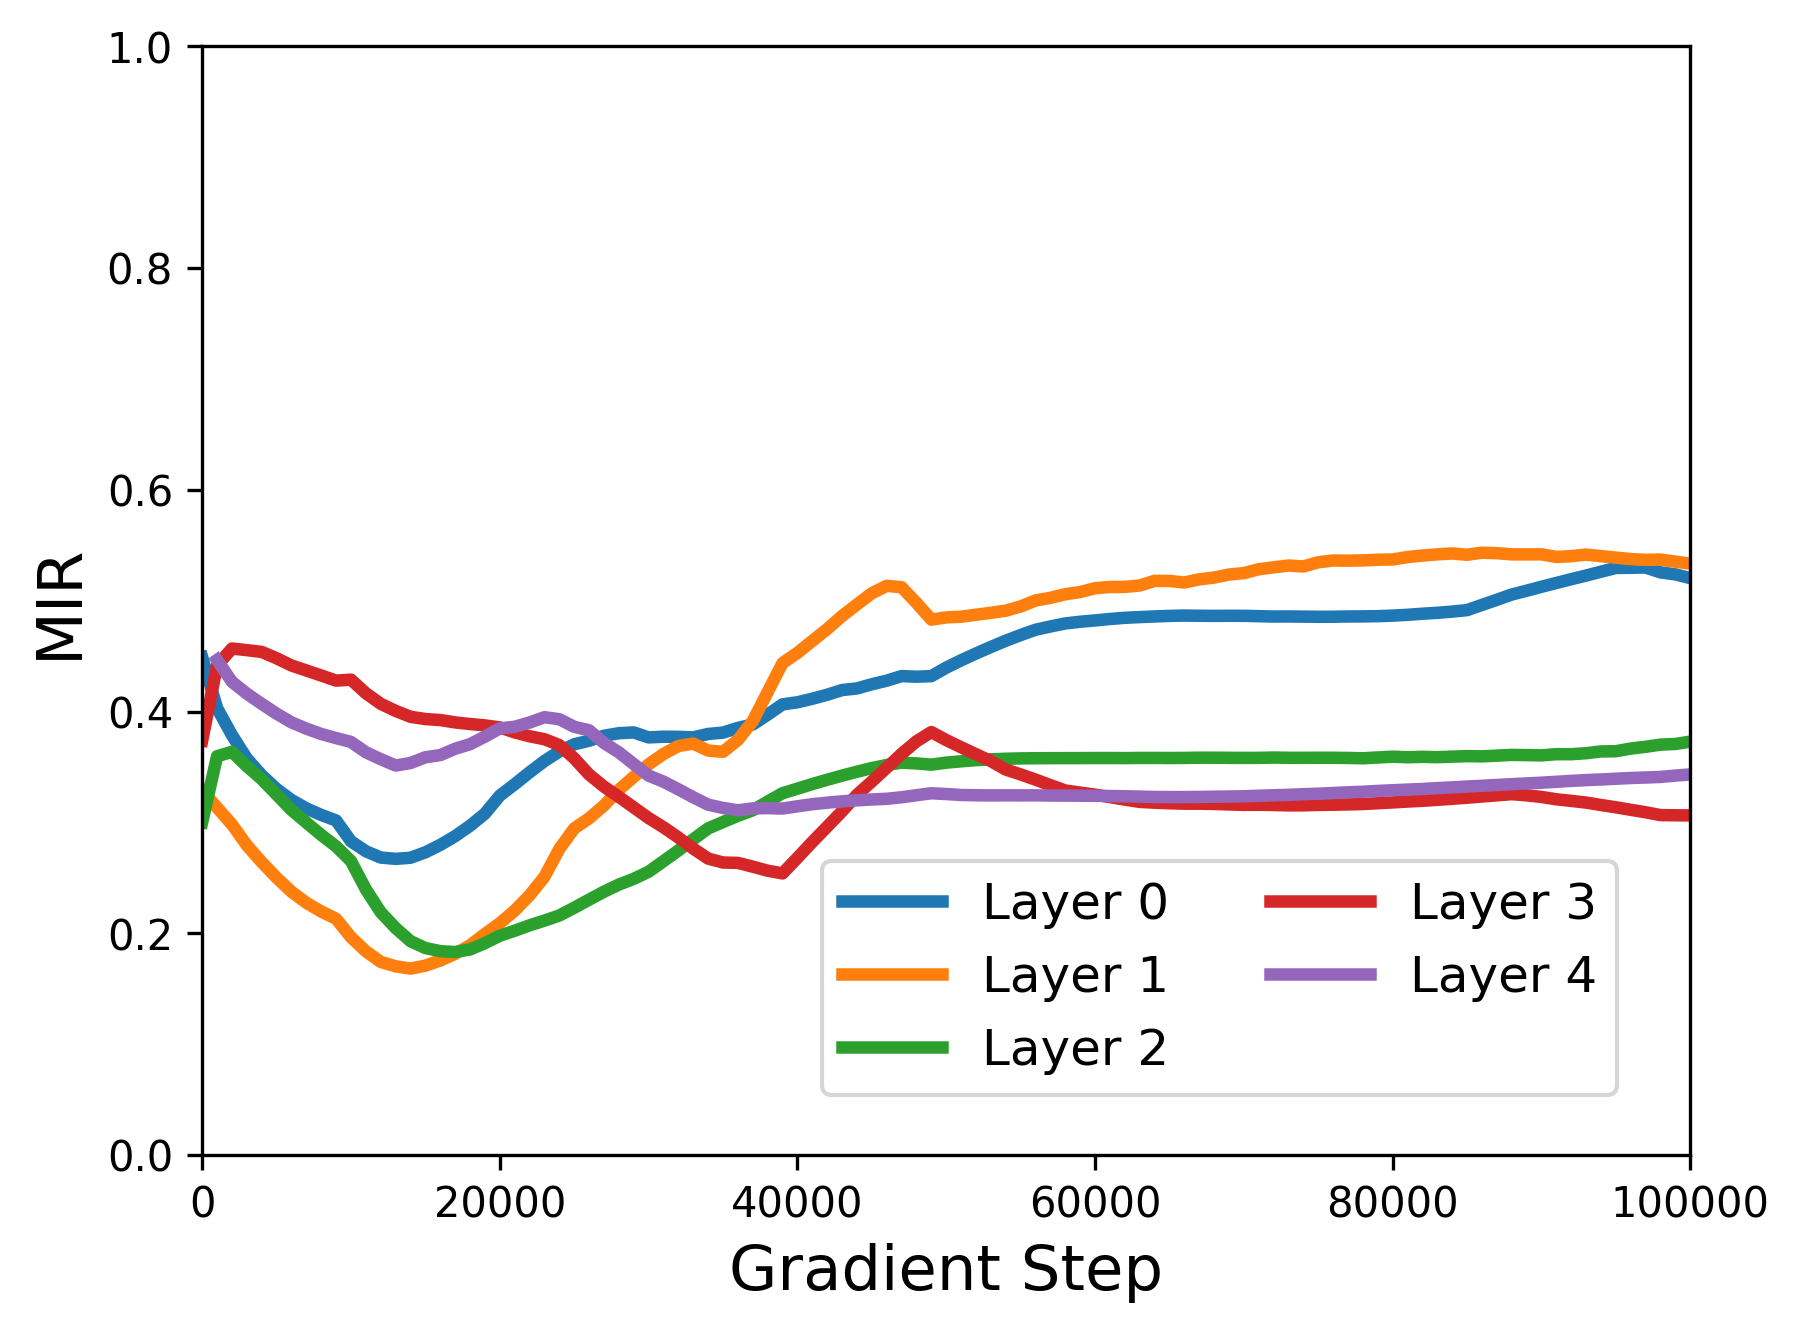 1.0
0.8
0.6
0.4
0.2
0.0
MIR
0 20000 40000 60000 80000 100000
Gradient Step
Layer 0
Layer 1
Layer 2
Layer 3
Layer 4